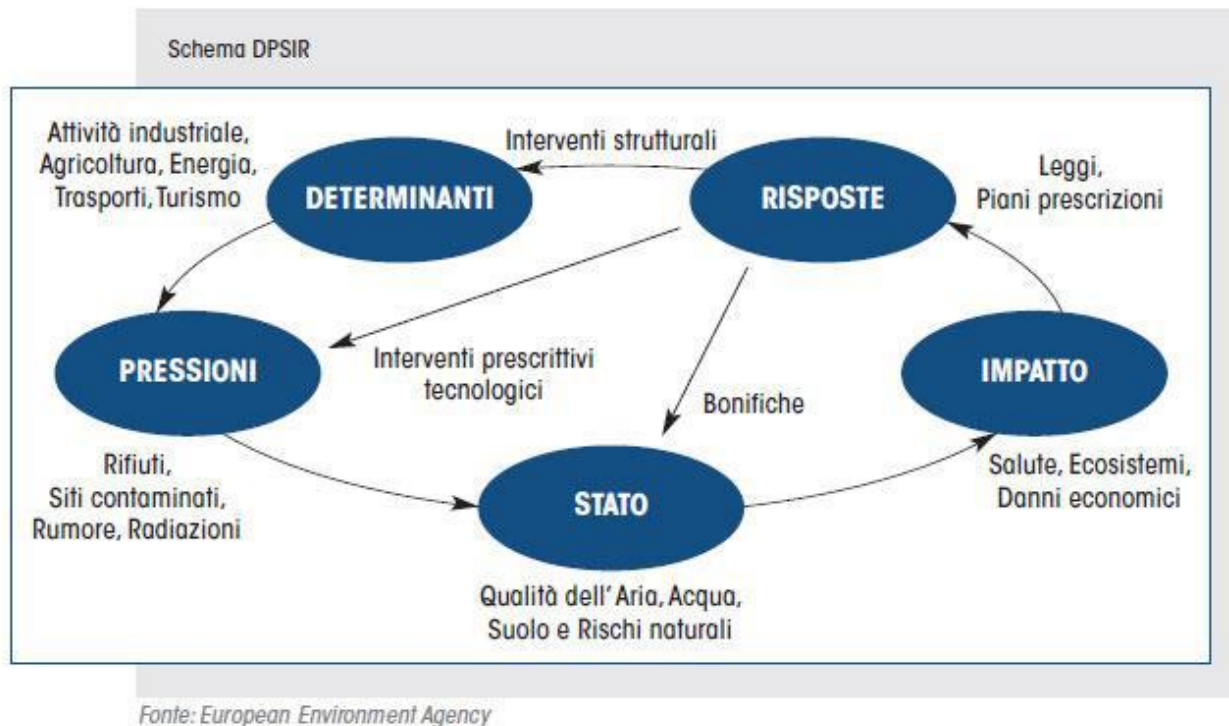 Schema DPSIR
Attività industriale,
Agricoltura, Energia,
Trasporti, Turismo
DETERMINANTI
Interventi strutturali
RISPOSTE
Leggi,
Piani prescrizioni
PRESSIONI
Interventi prescrittivi
tecnologici
Bonifiche
IMPATTO
Rifiuti,
Siti contaminati,
Rumore, Radiazioni
STATO
Salute, Ecosistemi,
Danni economici
Qualità dell'Aria, Acqua,
Suolo e Rischi naturali
Fonte: European Environment Agency